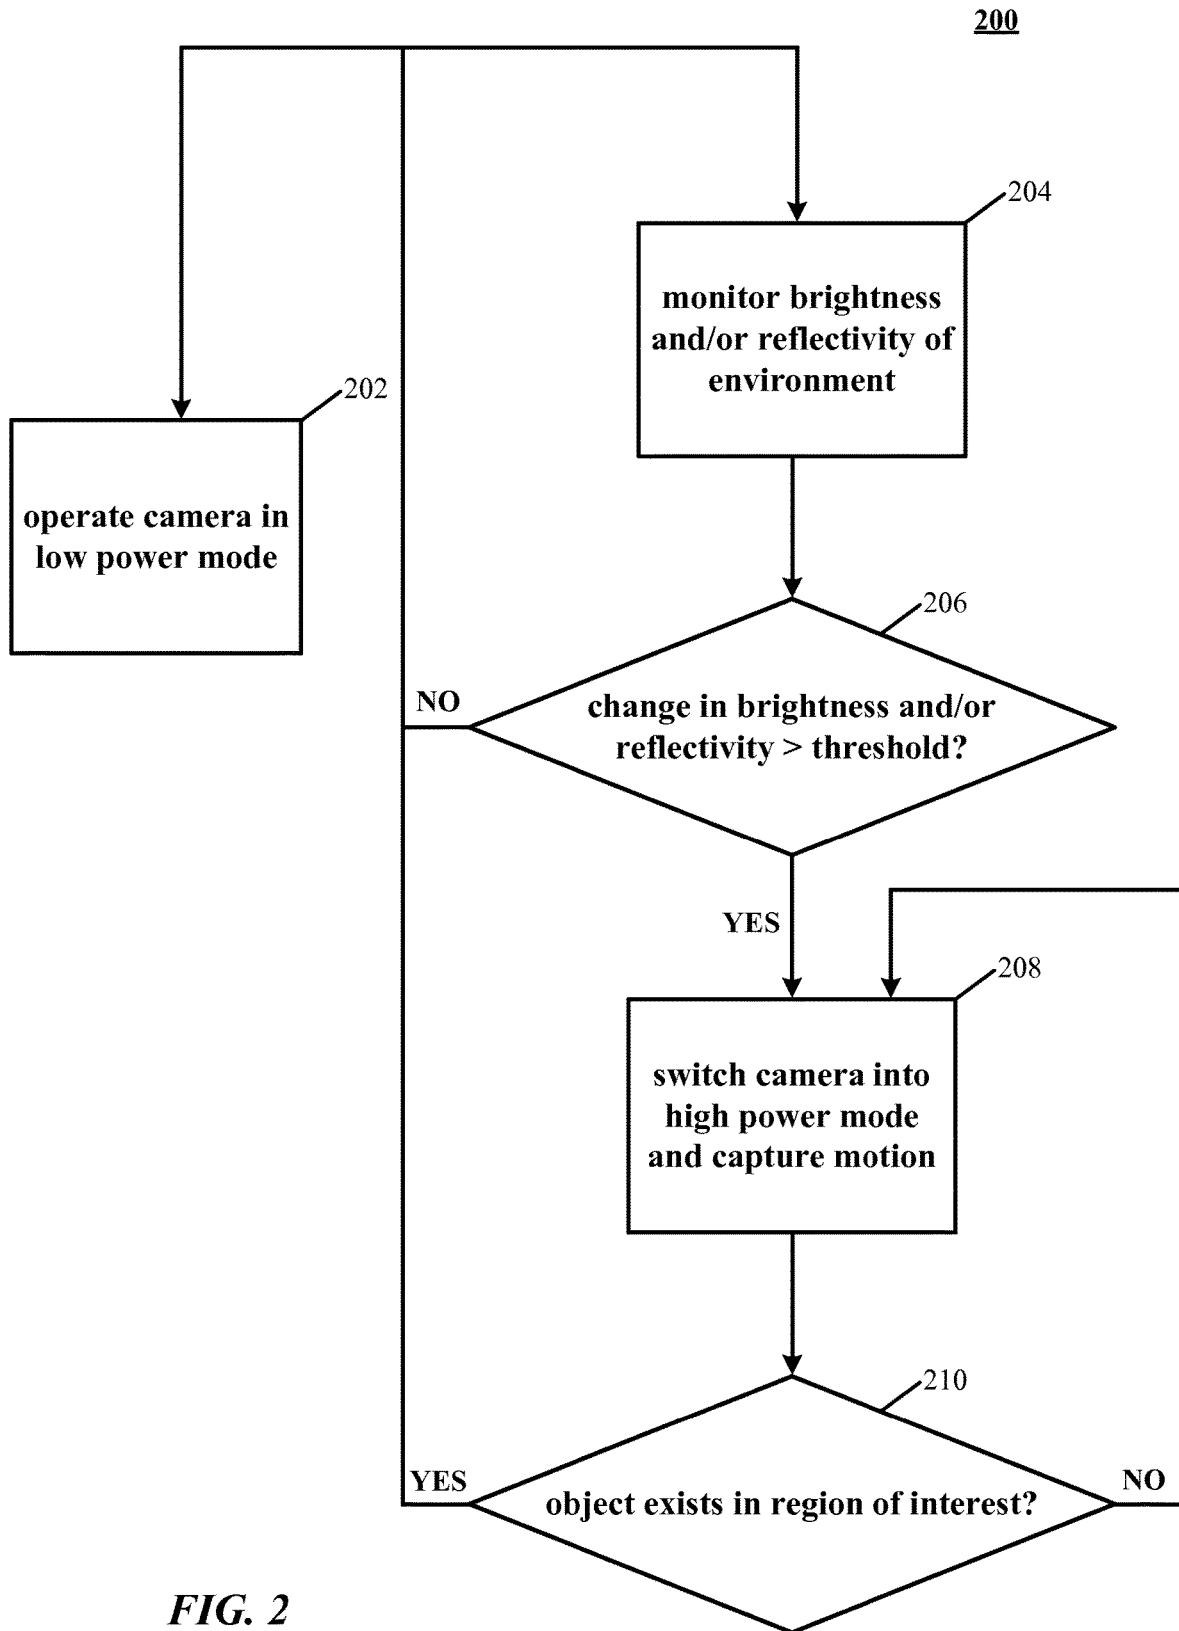 200
204
monitor brightness
and/or reflectivity of
environment
202
operate camera in
low power mode
206
NO
change in brightness and/or
reflectivity > threshold?
YES
208
switch camera into
high power mode
and capture motion
210
YES
object exists in region of interest?
NO
FIG. 2